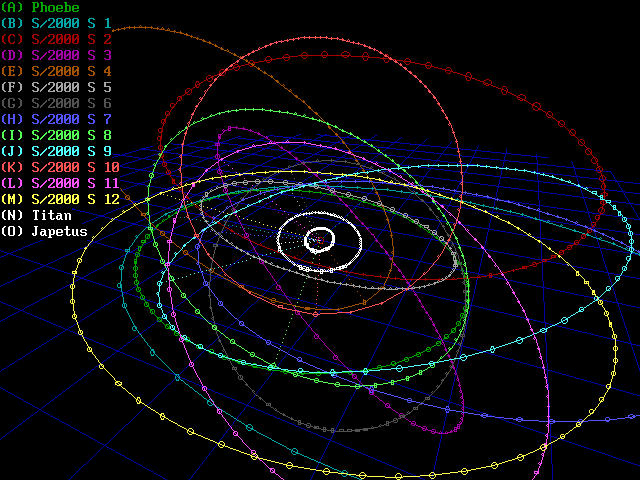 (A) Phoebe
(B) S/2000 S 1
(C) S/2000 S 2
(D) S/2000 S 3
(E) S/2000 S 4
(F) S/2000 S 5
(G) S/2000 S 6
(H) S/2000 S 7
(I) S/2000 S 8
(J) S/2000 S 9
(K) S/2000 S 10
(L) S/2000 S 11
(M) S/2000 S 12
(N) Titan
(O) Japetus